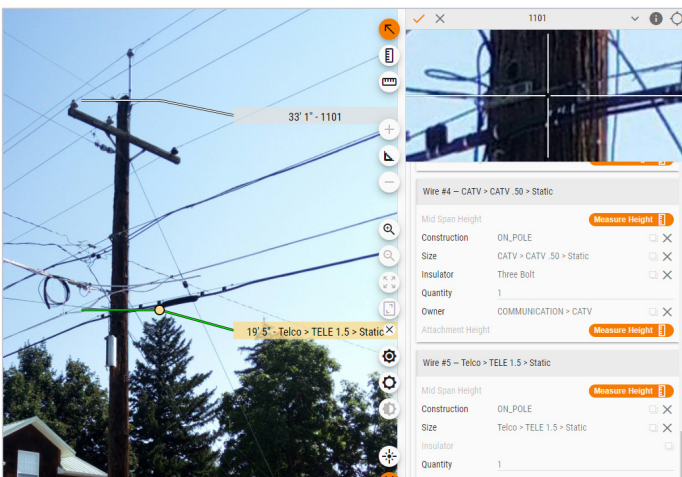 1101
33' 1" - 1101
19' 5" - Telco > TELE 1.5 > Static
Wire #4 – CATV > CATV .50 > Static
Mid Span Height
Measure Height
Construction ON_POLE
Size CATV > CATV .50 > Static
Insulator Three Bolt
Quantity 1
Owner COMMUNICATION > CATV
Attachment Height
Measure Height
Wire #5 – Telco > TELE 1.5 > Static
Mid Span Height
Measure Height
Construction ON_POLE
Size Telco > TELE 1.5 > Static
Insulator
Quantity 1